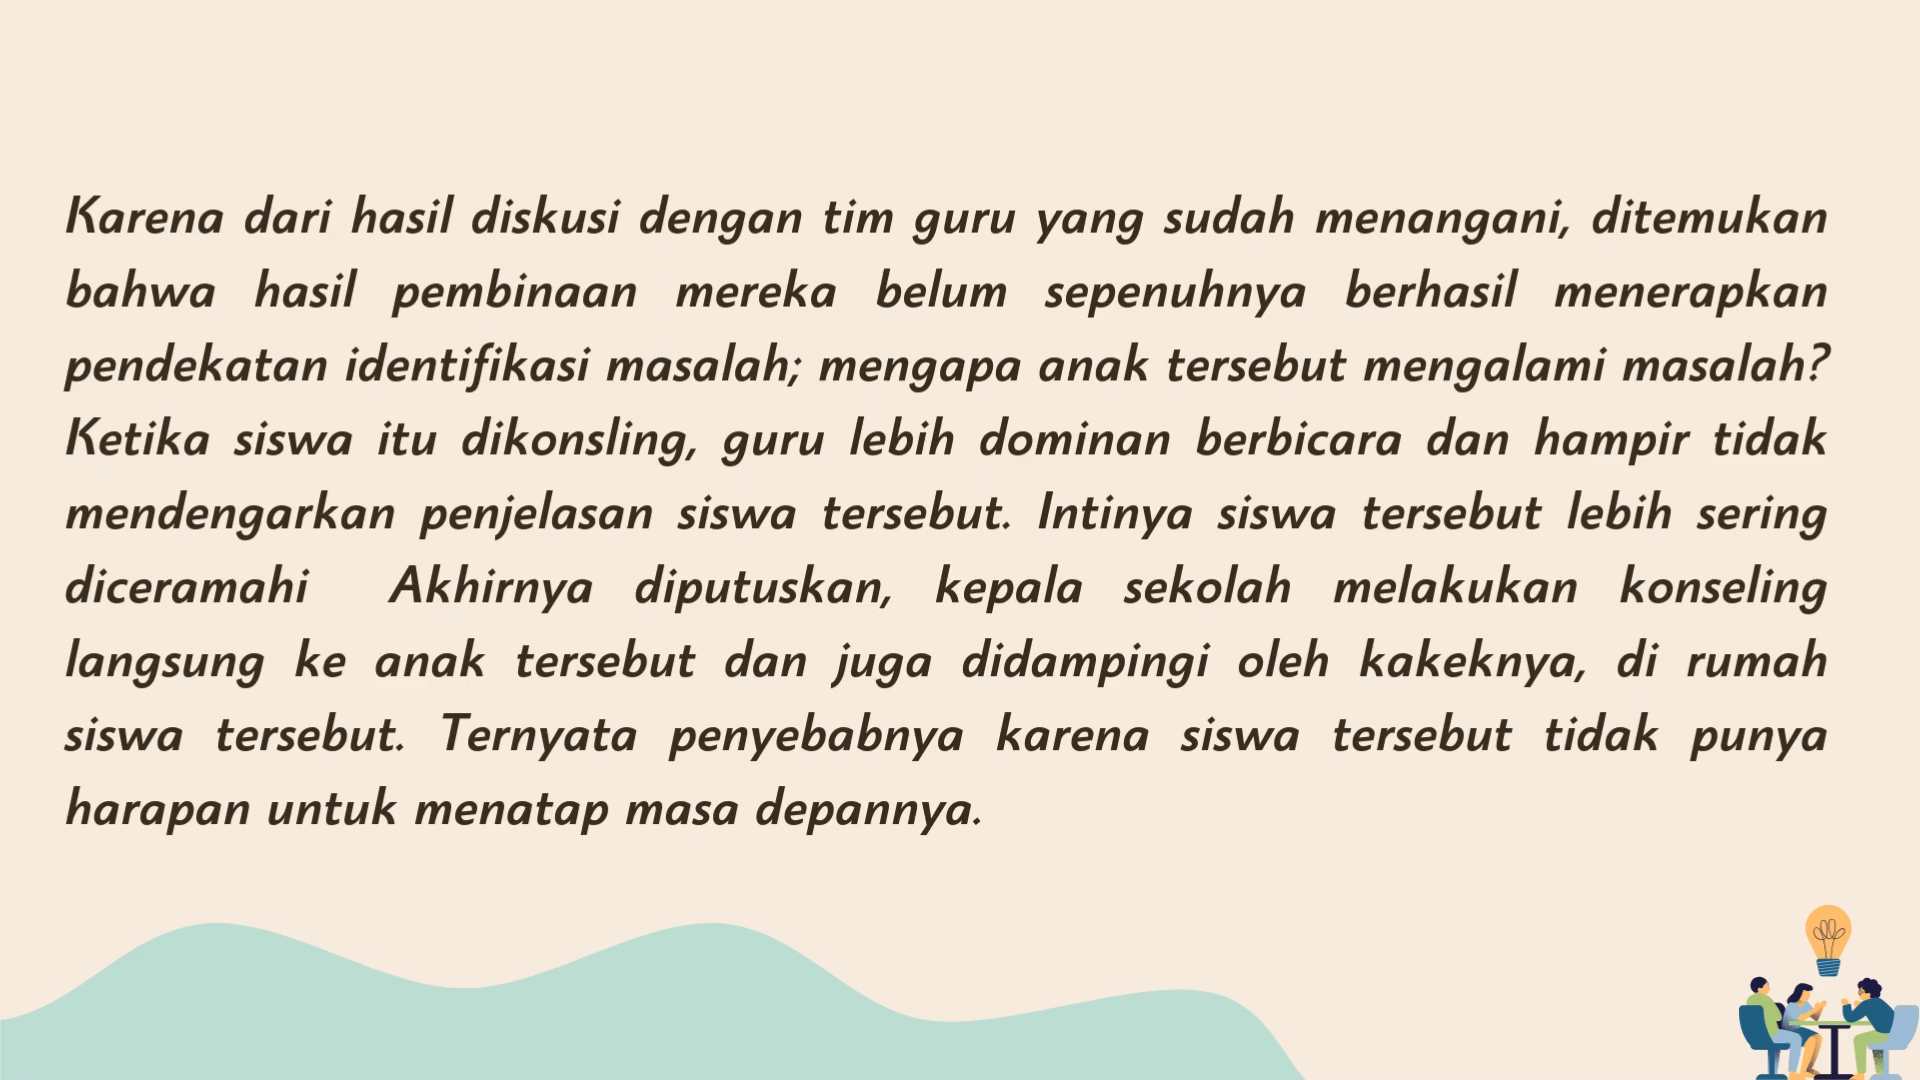 Karena dari hasil diskusi dengan tim guru yang sudah menangani, ditemukan
bahwa hasil pembinaan mereka belum sepenuhnya berhasil menerapkan
pendekatan identifikasi masalah; mengapa anak tersebut mengalami masalah?
Ketika siswa itu dikonsling, guru lebih dominan berbicara dan hampir tidak
mendengarkan penjelasan siswa tersebut. Intinya siswa tersebut lebih sering
diceramahi Akhirnya diputuskan, kepala sekolah melakukan konseling
langsung ke anak tersebut dan juga didampingi oleh kakeknya, di rumah
siswa tersebut. Ternyata penyebabnya karena siswa tersebut tidak punya
harapan untuk menatap masa depannya.